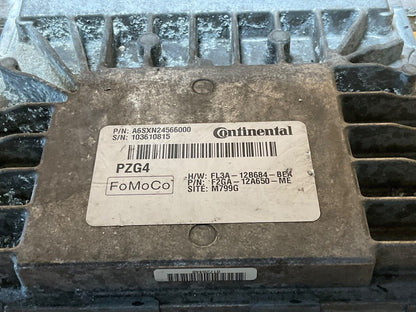 P/N: A6SXN24566000
S/N: 103610815
Continental
PZG4
FoMoCo
H/W: FL3A-12B684-BEA
P/N: F2GA-12A650-ME
SITE: M799G